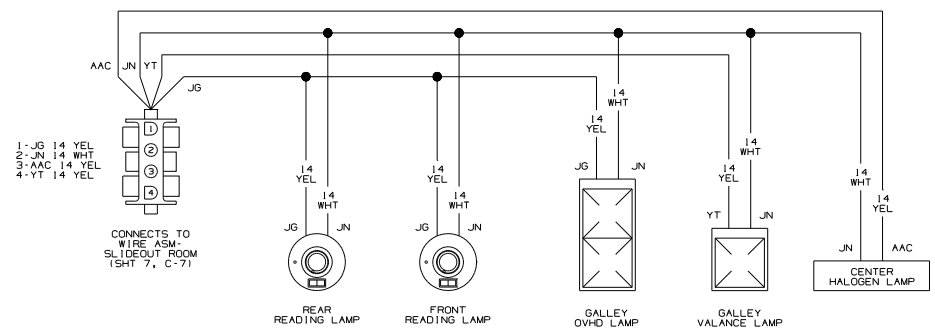 AAC JN YT
JG
1-JG 14 YEL
2-JN 14 WHT
3-AAC 14 YEL
4-YT 14 YEL
1
2
3
4
CONNECTS TO
WIRE ASM-
SLIDEOUT ROOM
(SHT 7, C-7)
14
YEL
14
WHT
JG JN
REAR
READING LAMP
14
YEL
14
WHT
JG JN
FRONT
READING LAMP
14
WHT
14
YEL
JG JN
GALLEY
OVHD LAMP
14
WHT
14
YEL
YT JN
GALLEY
VALANCE LAMP
14
WHT
14
YEL
JN AAC
CENTER
HALOGEN LAMP